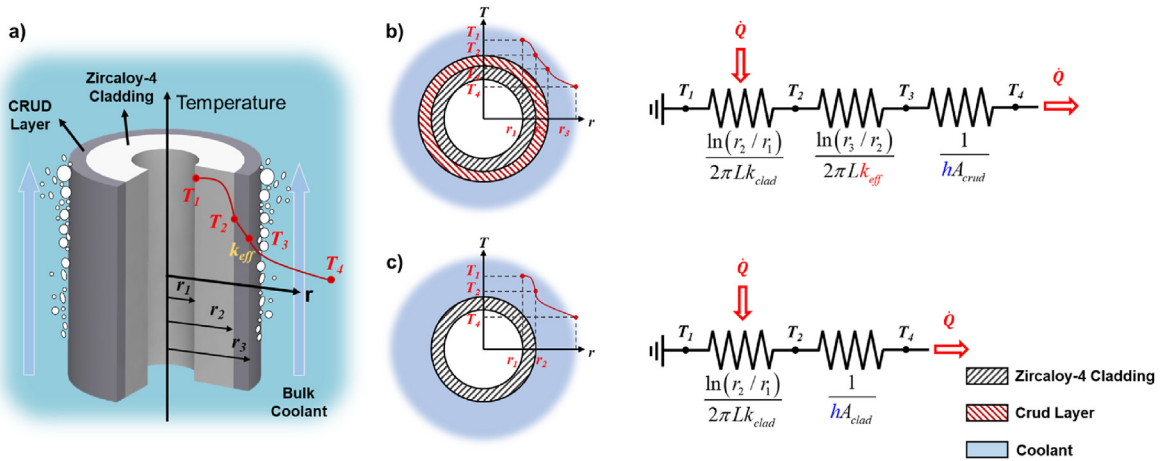 a)
Zircaloy-4
Cladding
CRUD
Layer
Temperature
T1
T2
T3
keff
T4
r
r1
r2
r3
Bulk
Coolant
b)
T
T1
T2
T4
r1
r3
r
Q̇
Q̇
T1
T2
T3
T4
ln(r2 / r1)
2πLkclad
ln(r3 / r2)
2πLkeff
1
hAcrud
c)
T
T1
T2
T4
r1
r2
r
Q̇
Q̇
T1
T2
T4
ln(r2 / r1)
2πLkclad
1
hAclad
Zircaloy-4 Cladding
Crud Layer
Coolant